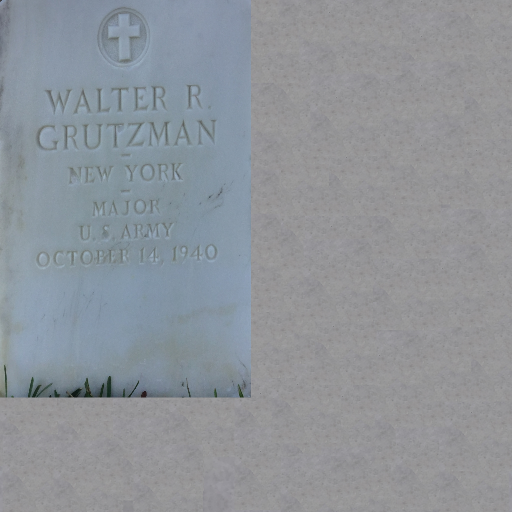 WALTER R.
GRUTZMAN
NEW YORK
MAJOR
U. S. ARMY
OCTOBER 14, 1940